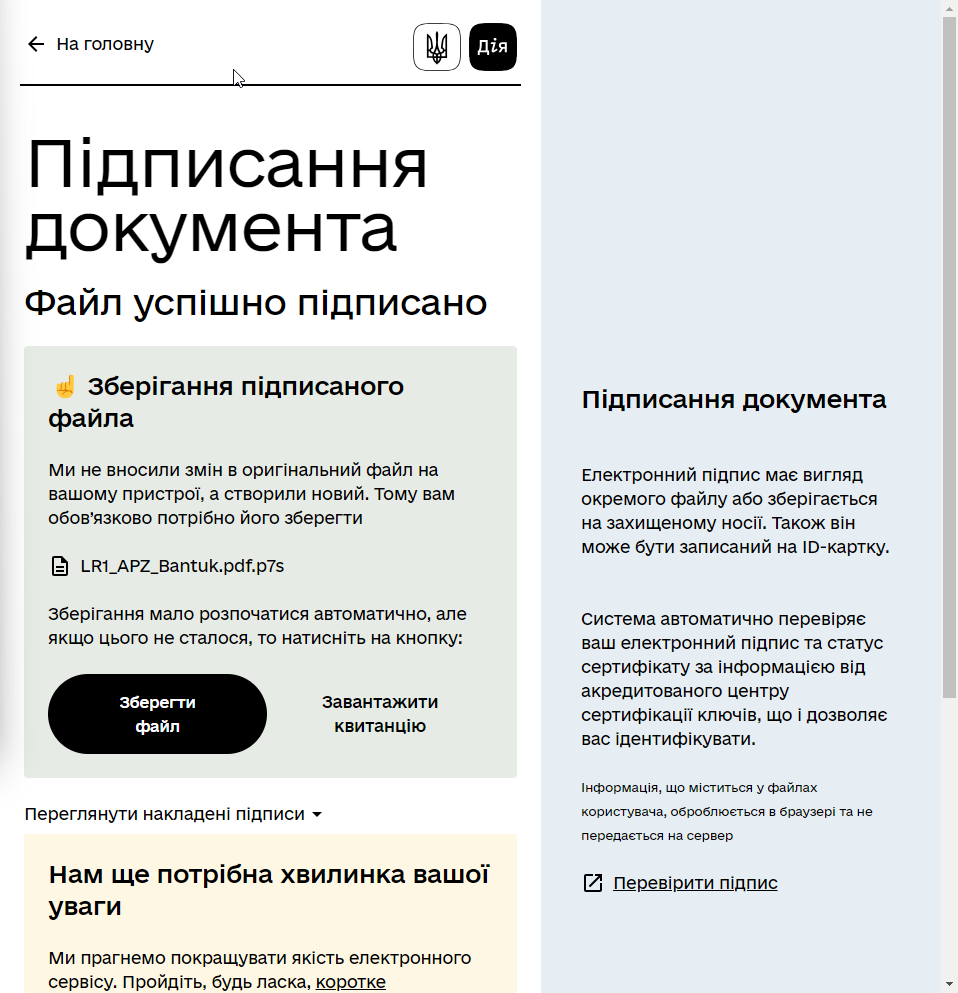 На головну
Дія
Підписання
документа
Файл успішно підписано
☝️ Зберігання підписаного
файла
Ми не вносили змін в оригінальний файл на
вашому пристрої, а створили новий. Тому вам
обов’язково потрібно його зберегти
LR1_APZ_Bantuk.pdf.p7s
Зберігання мало розпочатися автоматично, але
якщо цього не сталося, то натисніть на кнопку:
Зберегти
файл
Завантажити
квитанцію
Переглянути накладені підписи
Нам ще потрібна хвилинка вашої
уваги
Ми прагнемо покращувати якість електронного
сервісу. Пройдіть, будь ласка, коротке
Підписання документа
Електронний підпис має вигляд
окремого файлу або зберігається
на захищеному носії. Також він
може бути записаний на ID-картку.
Система автоматично перевіряє
ваш електронний підпис та статус
сертифікату за інформацією від
акредитованого центру
сертифікації ключів, що і дозволяє
вас ідентифікувати.
Інформація, що міститься у файлах
користувача, оброблюється в браузері та не
передається на сервер
Перевірити підпис